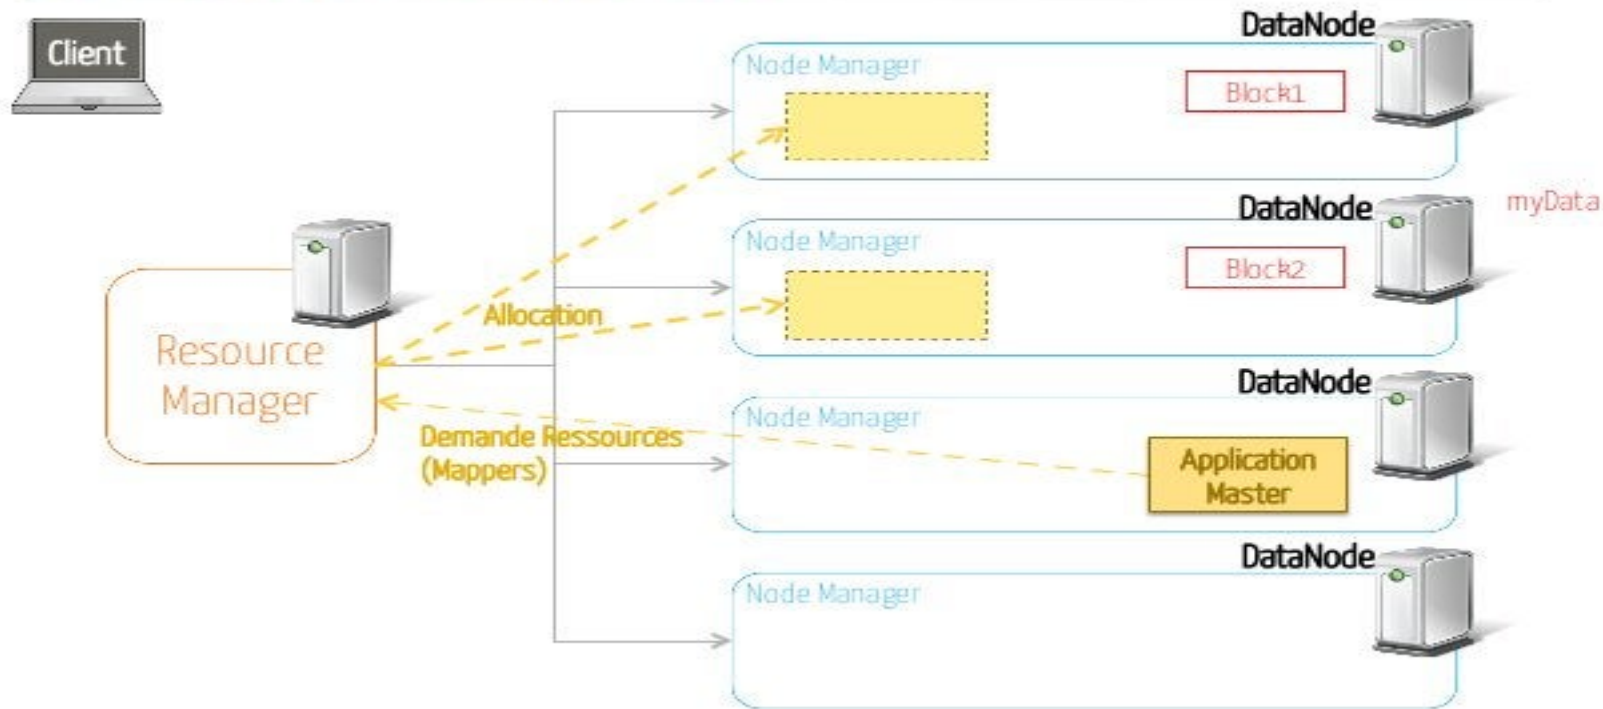 Client
DataNode
Node Manager
Block1
DataNode
myData
Node Manager
Block2
Allocation
Resource
Manager
DataNode
Node Manager
Demande Ressources
(Mappers)
Application
Master
DataNode
Node Manager